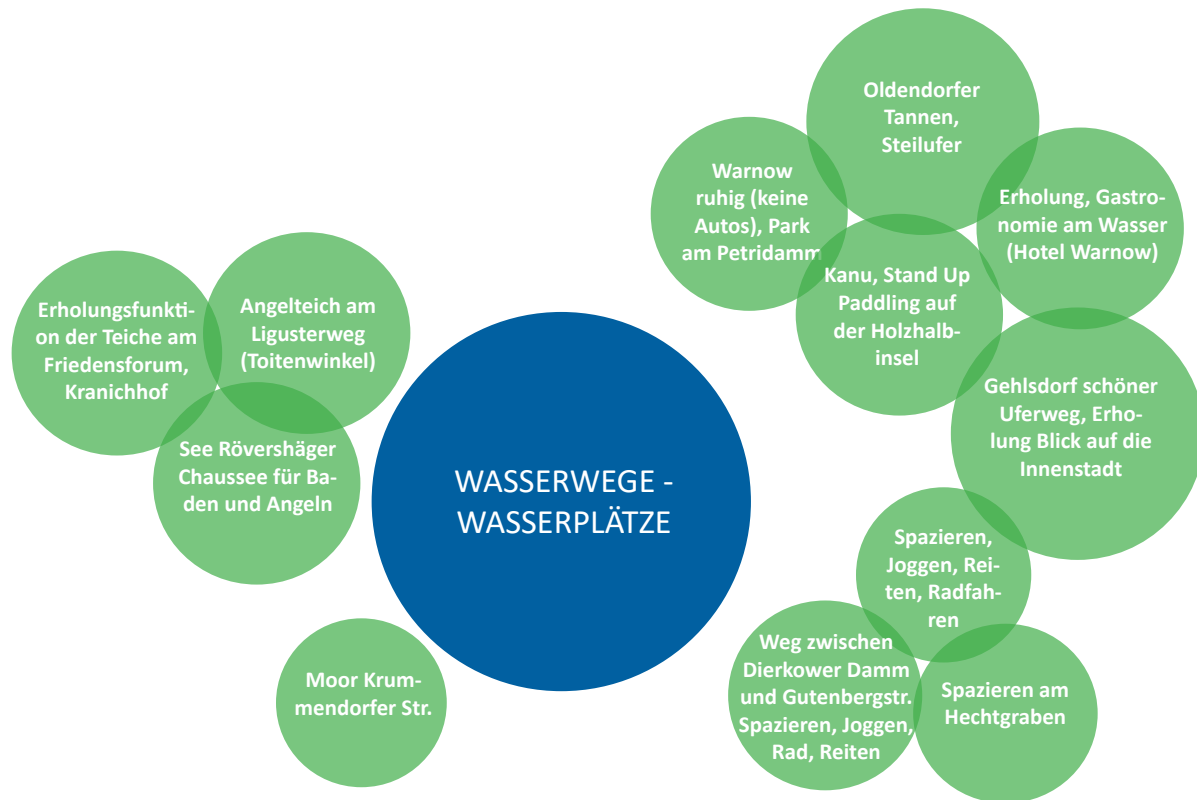 Oldendorfer
Tannen,
Steilufer
Warnow
ruhig (keine
Autos), Park
am Petridamm
Erholung, Gastro-
nomie am Wasser
(Hotel Warnow)
Kanu, Stand Up
Paddling auf
der Holzhalb-
insel
Erholungsfunkti-
on der Teiche am
Friedensforum,
Kranichhof
Angelteich am
Ligusterweg
(Toitenwinkel)
See Rövershäger
Chaussee für Ba-
den und Angeln
Gehlsdorf schöner
Uferweg, Erho-
lung Blick auf die
Innenstadt
WASSERWEGE -
WASSERPLÄTZE
Spazieren,
Joggen, Rei-
ten, Radfah-
ren
Moor Krum-
mendorfer Str.
Weg zwischen
Dierkower Damm
und Gutenbergstr.
Spazieren, Joggen,
Rad, Reiten
Spazieren am
Hechtgraben